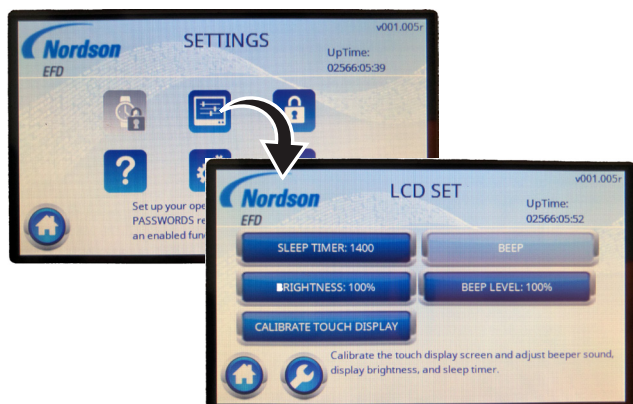 v001.005r
Nordson
EFD
SETTINGS
UpTime:
02566:05:39
?
Set up your ope
PASSWORDS re
an enabled fun
v001.005r
Nordson
EFD
LCD SET
UpTime:
02566:05:52
SLEEP TIMER: 1400
BEEP
BRIGHTNESS: 100%
BEEP LEVEL: 100%
CALIBRATE TOUCH DISPLAY
Calibrate the touch display screen and adjust beeper sound,
display brightness, and sleep timer.